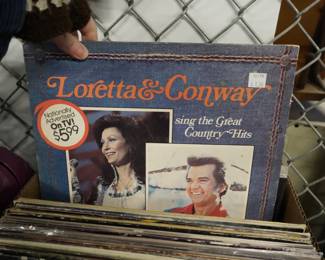 Loretta & Conway
sing the Great
Country Hits
Nationally
Advertised
On TV!
$5.99